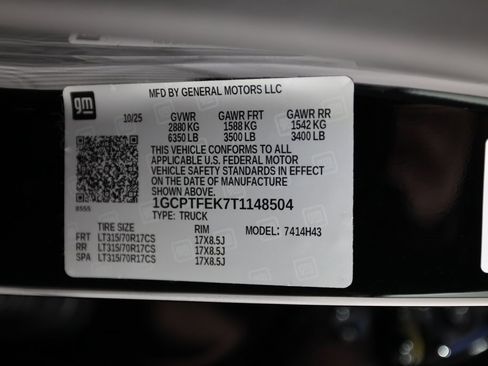 gm
MFD BY GENERAL MOTORS LLC
10/25 GVWR GAWR FRT GAWR RR
2880 KG 1588 KG 1542 KG
6350 LB 3500 LB 3400 LB
THIS VEHICLE CONFORMS TO ALL
APPLICABLE U.S. FEDERAL MOTOR
VEHICLE SAFETY STANDARDS IN EFFECT
ON THE DATE OF MANUFACTURE
1GCPTFEK7T1148504
8555 TYPE: TRUCK
TIRE SIZE RIM MODEL: 7414H43
FRT LT315/70R17CS 17X8.5J
RR LT315/70R17CS 17X8.5J
SPA LT315/70R17CS 17X8.5J